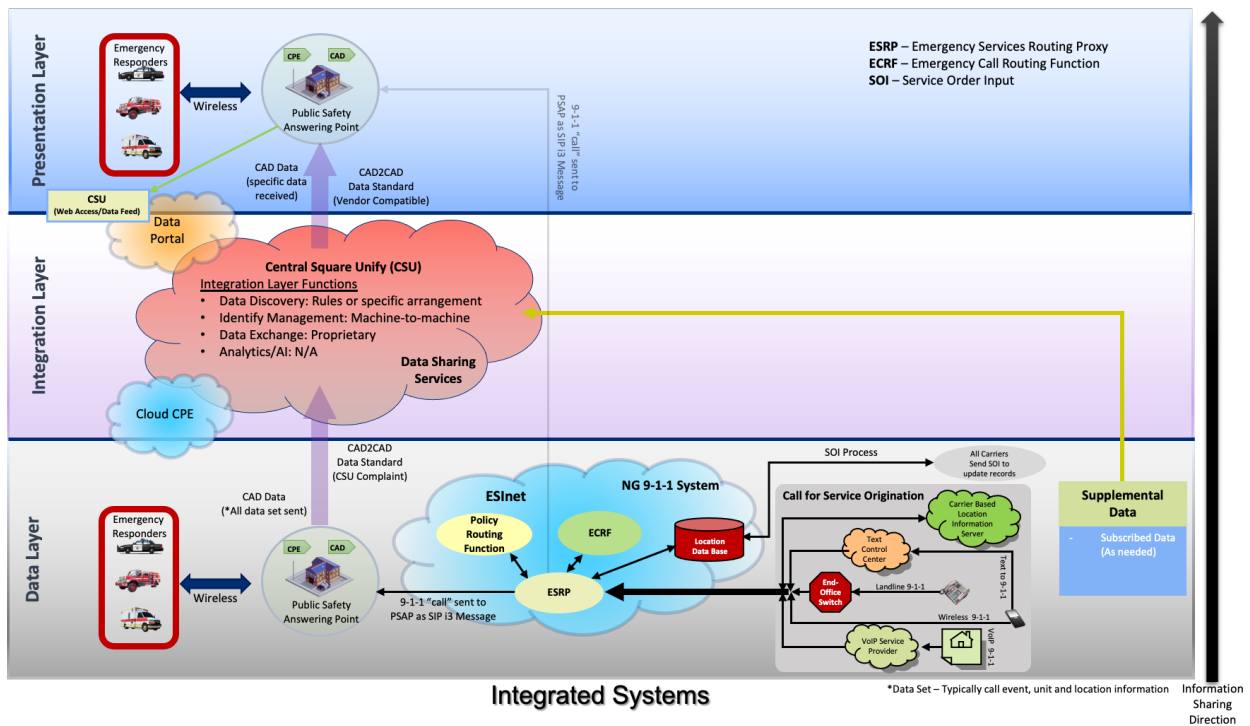 Presentation Layer
Emergency
Responders
Wireless
CPE
CAD
Public Safety
Answering Point
ESRP – Emergency Services Routing Proxy
ECRF – Emergency Call Routing Function
SOI – Service Order Input
9-1-1 “call” sent to
PSAP as SIP i3 Message
CAD Data
(specific data
received)
CAD2CAD
Data Standard
(Vendor Compatible)
CSU
(Web Access/Data Feed)
Data
Portal
Integration Layer
Central Square Unify (CSU)
Integration Layer Functions
• Data Discovery: Rules or specific arrangement
• Identify Management: Machine-to-machine
• Data Exchange: Proprietary
• Analytics/AI: N/A
Data Sharing
Services
Cloud CPE
Data Layer
CAD2CAD
Data Standard
(CSU Complaint)
CAD Data
(*All data set sent)
Emergency
Responders
Wireless
CPE
CAD
Public Safety
Answering Point
9-1-1 “call” sent to
PSAP as SIP i3 Message
ESInet
NG 9-1-1 System
Policy
Routing
Function
ECRF
Location
Data Base
ESRP
SOI Process
All Carriers
Send SOI to
update records
Call for Service Origination
Carrier Based
Location
Information
Server
Text
Control
Center
Text to 9-1-1
End-
Office
Switch
Landline 9-1-1
Wireless 9-1-1
VoIP Service
Provider
VoIP 9-1-1
Supplemental
Data
- Subscribed Data
(As needed)
Integrated Systems
*Data Set – Typically call event, unit and location information
Information
Sharing
Direction